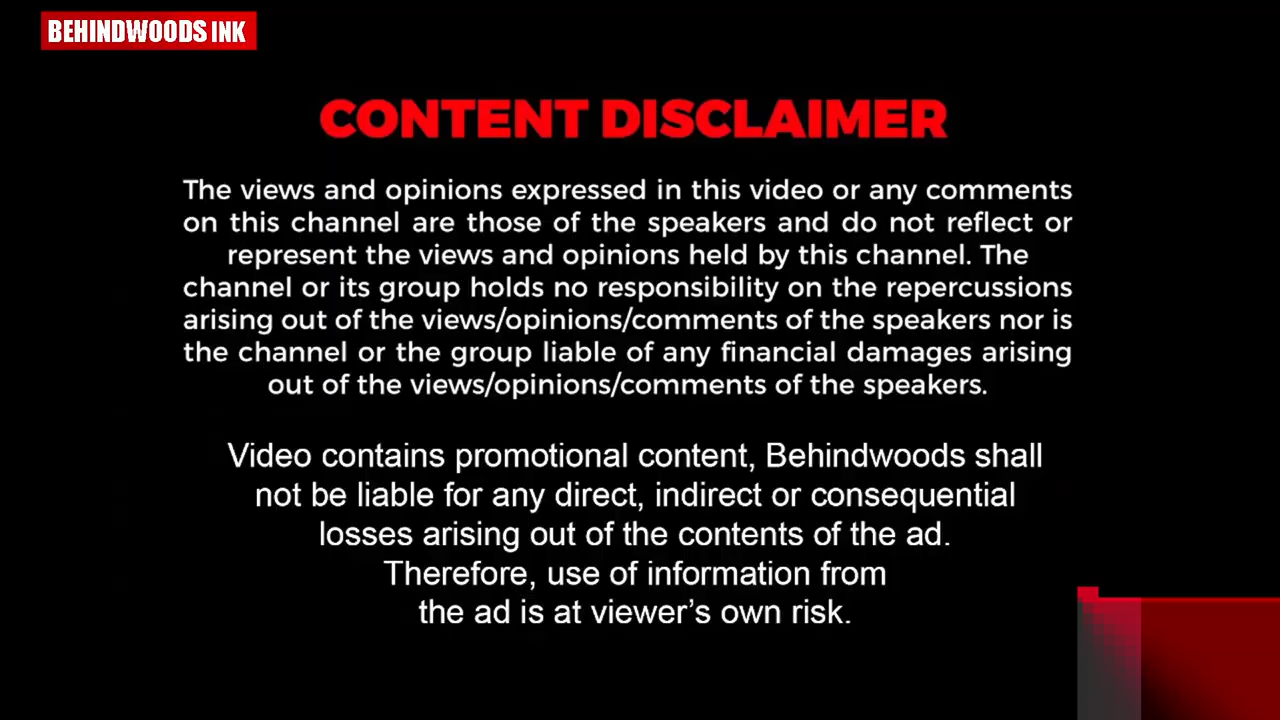 BEHINDWOODS INK
CONTENT DISCLAIMER
The views and opinions expressed in this video or any comments
on this channel are those of the speakers and do not reflect or
represent the views and opinions held by this channel. The
channel or its group holds no responsibility on the repercussions
arising out of the views/opinions/comments of the speakers nor is
the channel or the group liable of any financial damages arising
out of the views/opinions/comments of the speakers.
Video contains promotional content, Behindwoods shall
not be liable for any direct, indirect or consequential
losses arising out of the contents of the ad.
Therefore, use of information from
the ad is at viewer’s own risk.